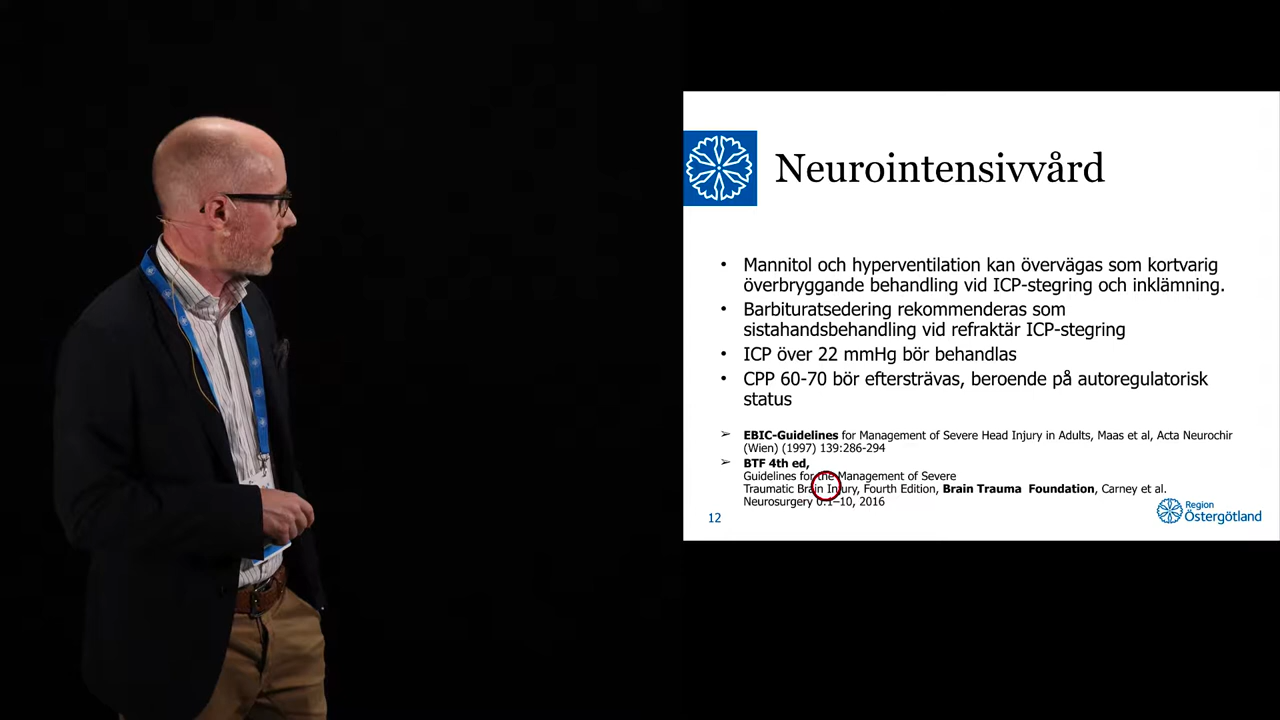 Neurointensivvård
• Mannitol och hyperventilation kan övervägas som kortvarig
överbryggande behandling vid ICP-stegring och inklämning.
• Barbituratsedering rekommenderas som
sistahandsbehandling vid refraktär ICP-stegring
• ICP över 22 mmHg bör behandlas
• CPP 60-70 bör eftersträvas, beroende på autoregulatorisk
status
➢ EBIC-Guidelines for Management of Severe Head Injury in Adults, Maas et al, Acta Neurochir
(Wien) (1997) 139:286-294
➢ BTF 4th ed,
Guidelines for the Management of Severe
Traumatic Brain Injury, Fourth Edition, Brain Trauma Foundation, Carney et al.
Neurosurgery 0:1–10, 2016
12
Region
Östergötland